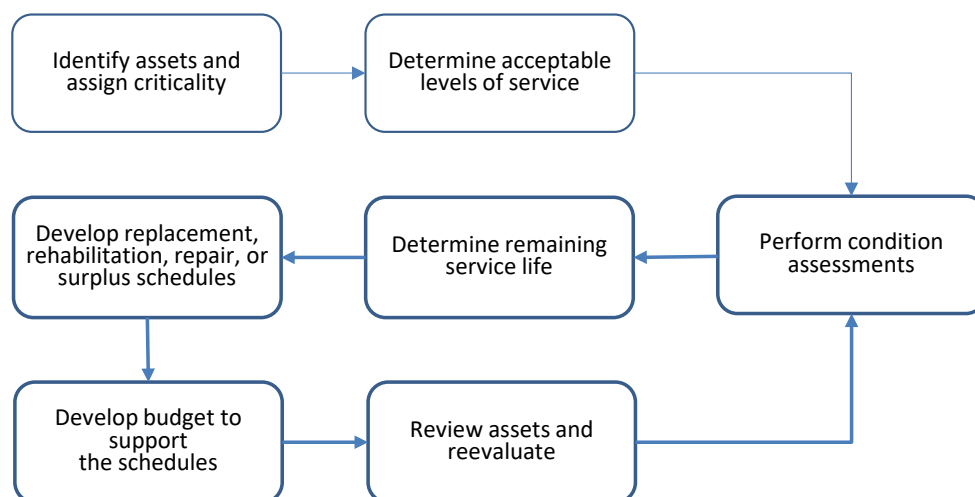 Identify assets and
assign criticality
Determine acceptable
levels of service
Develop replacement,
rehabilitation, repair, or
surplus schedules
Determine remaining
service life
Perform condition
assessments
Develop budget to
support
the schedules
Review assets and
reevaluate